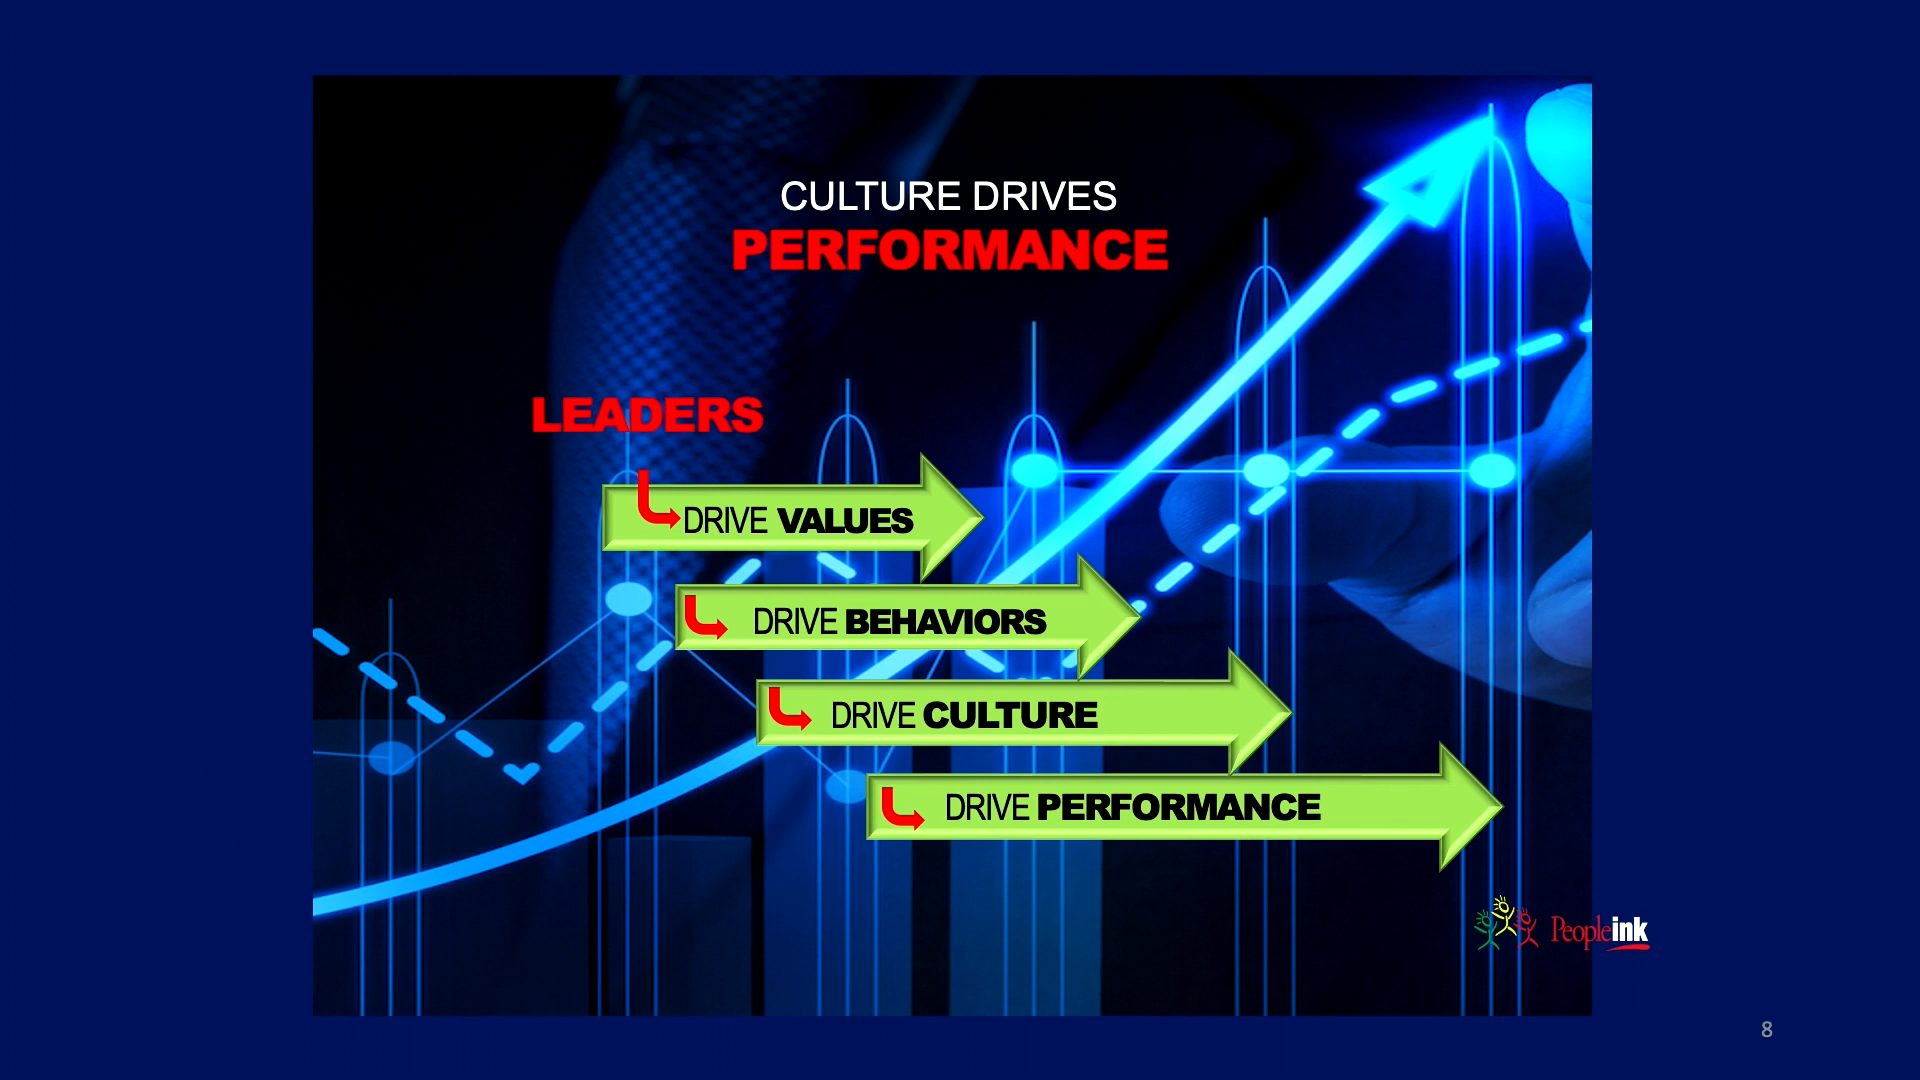 CULTURE DRIVES
PERFORMANCE
LEADERS
DRIVE VALUES
DRIVE BEHAVIORS
DRIVE CULTURE
DRIVE PERFORMANCE
Peopleink
8